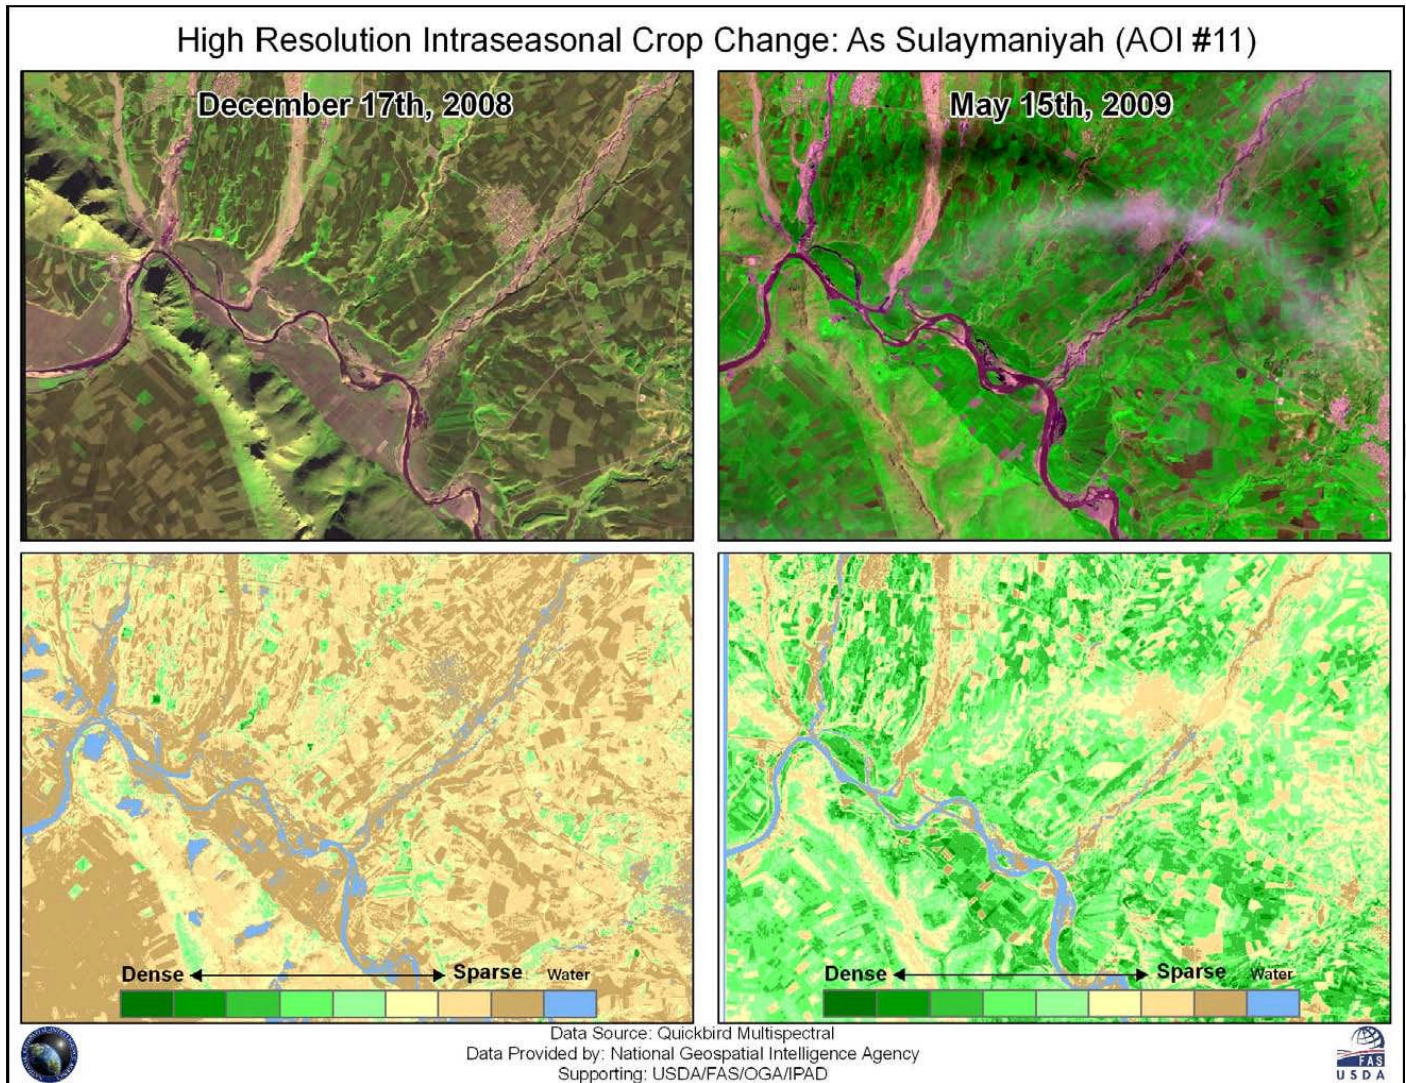 High Resolution Intraseasonal Crop Change: As Sulaymaniyah (AOI #11)
December 17th, 2008
May 15th, 2009
Dense Sparse Water
Dense Sparse Water
Data Source: Quickbird Multispectral
Data Provided by: National Geospatial Intelligence Agency
Supporting: USDA/FAS/OGA/IPAD
FAS
USDA